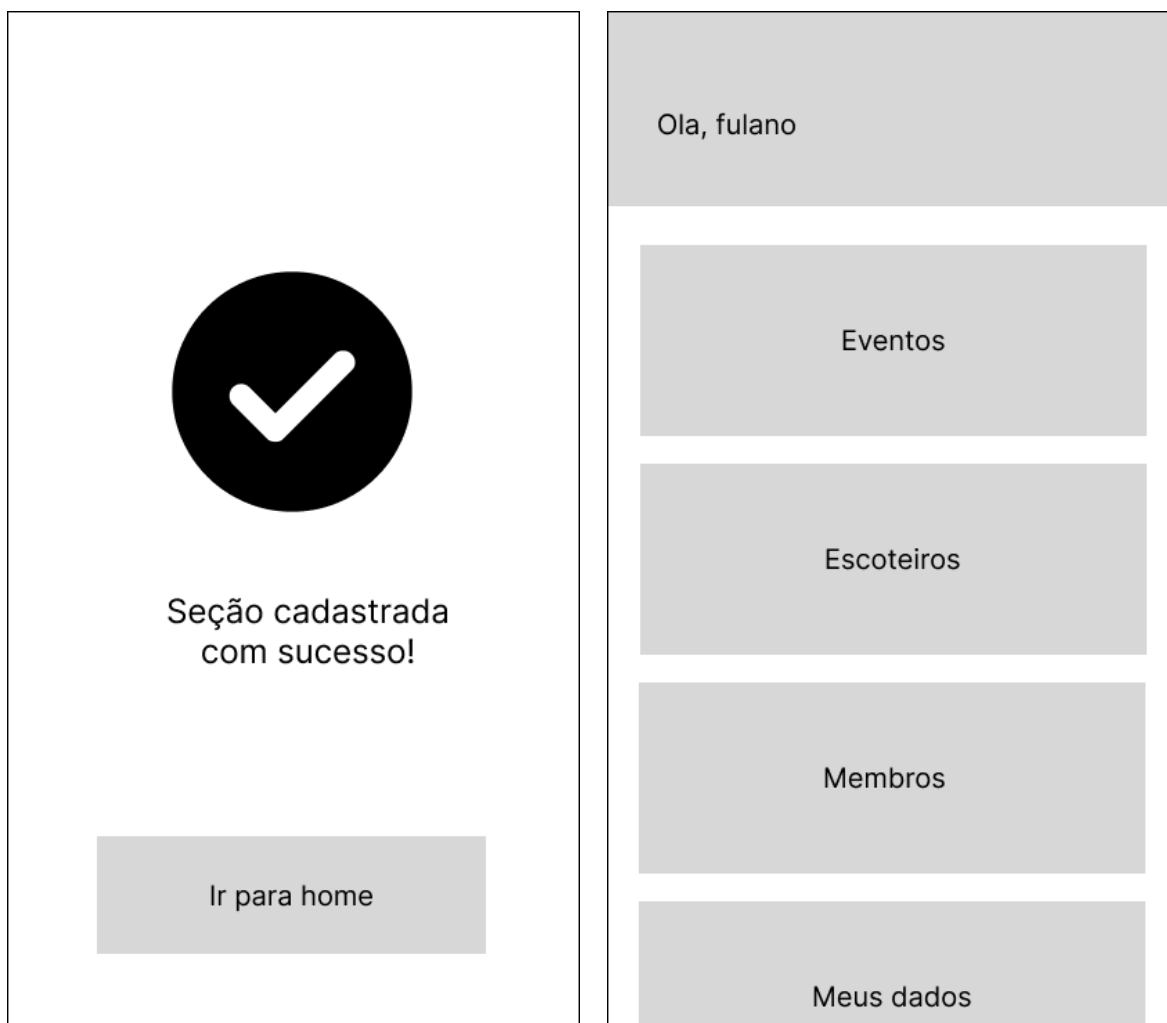 Seção cadastrada
com sucesso!
Ir para home
Ola, fulano
Eventos
Escoteiros
Membros
Meus dados